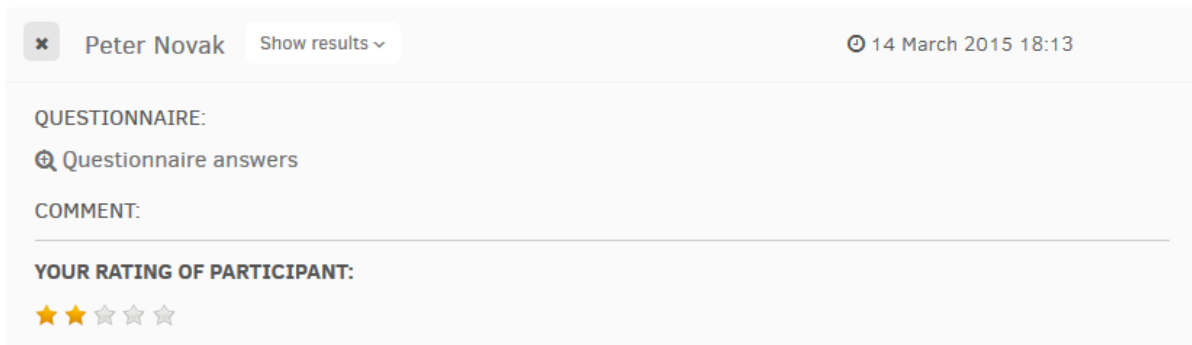 Peter Novak Show results 14 March 2015 18:13
QUESTIONNAIRE:
Questionnaire answers
COMMENT:
YOUR RATING OF PARTICIPANT: